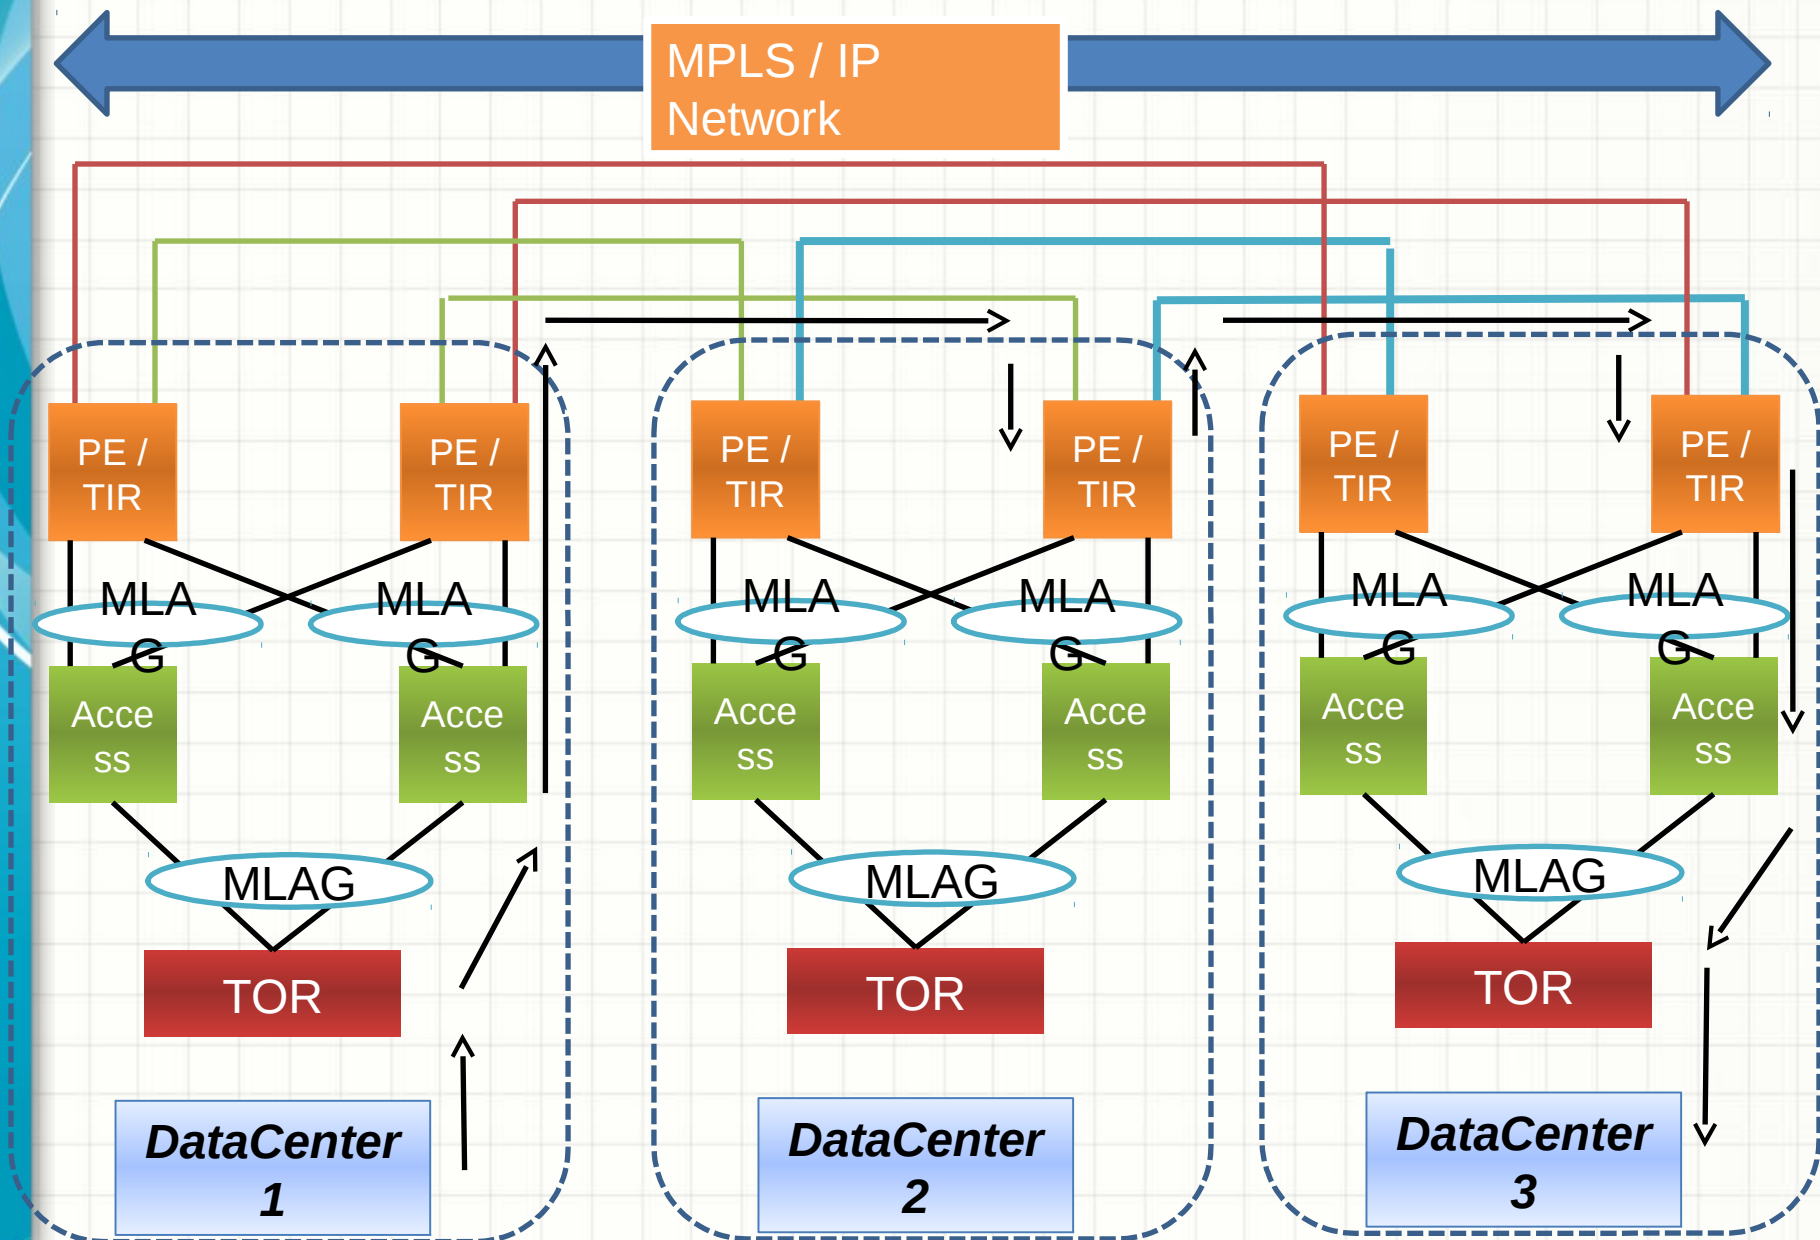 MPLS / IP
Network
PE /
TIR
PE /
TIR
PE /
TIR
PE /
TIR
PE /
TIR
PE /
TIR
MLA
G
MLA
G
MLA
G
MLA
G
MLA
G
MLA
G
Acce
ss
Acce
ss
Acce
ss
Acce
ss
Acce
ss
Acce
ss
MLAG
MLAG
MLAG
TOR
TOR
TOR
DataCenter
1
DataCenter
2
DataCenter
3